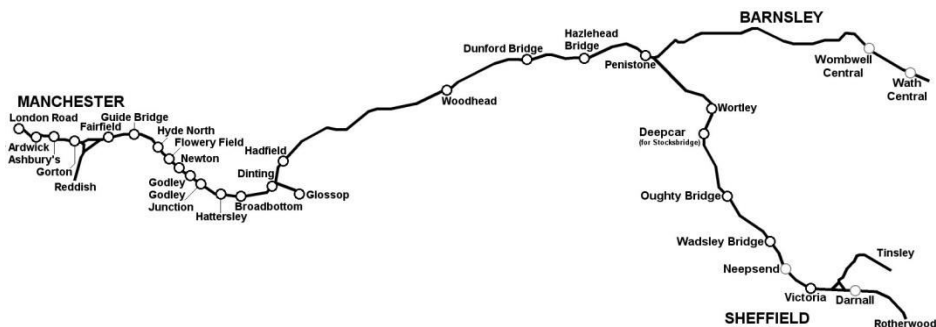 BARNSLEY
Hazlehead
Bridge
Dunford Bridge
Penistone
Wombwell
Central
Wath
Central
Woodhead
MANCHESTER
London Road
Ardwick
Ashbury's
Gorton
Reddish
Fairfield
Guide Bridge
Hyde North
Flowery Field
Newton
Godley
Godley
Junction
Hattersley
Broadbottom
Hadfield
Dinting
Glossop
Wortley
Deepcar
(for Stocksbridge)
Oughty Bridge
Wadsley Bridge
Neepsend
Victoria
SHEFFIELD
Tinsley
Darnall
Rotherwood